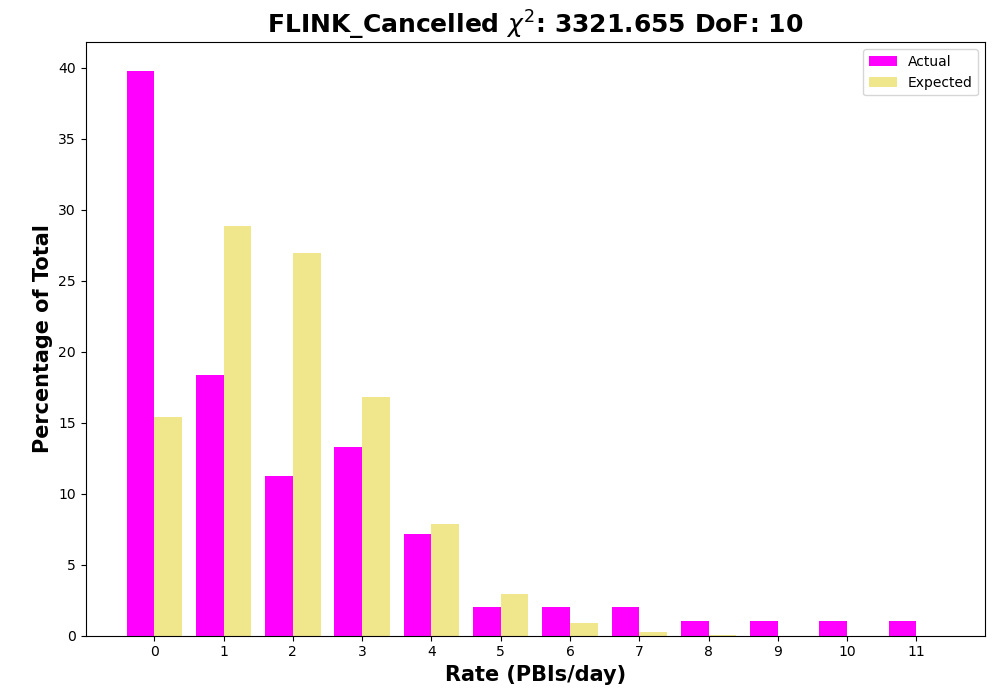 FLINK_Cancelled χ²: 3321.655 DoF: 10
Actual
Expected
Percentage of Total
40
35
30
25
20
15
10
5
0
0 1 2 3 4 5 6 7 8 9 10 11
Rate (PBIs/day)